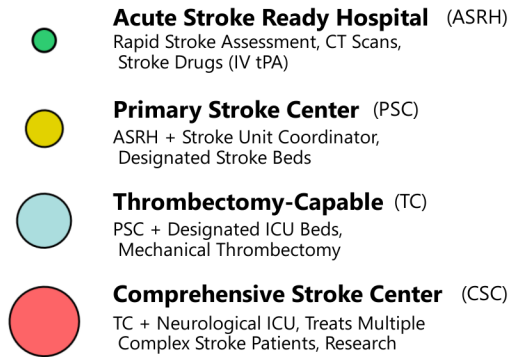 Acute Stroke Ready Hospital (ASRH)
Rapid Stroke Assessment, CT Scans,
Stroke Drugs (IV tPA)
Primary Stroke Center (PSC)
ASRH + Stroke Unit Coordinator,
Designated Stroke Beds
Thrombectomy-Capable (TC)
PSC + Designated ICU Beds,
Mechanical Thrombectomy
Comprehensive Stroke Center (CSC)
TC + Neurological ICU, Treats Multiple
Complex Stroke Patients, Research